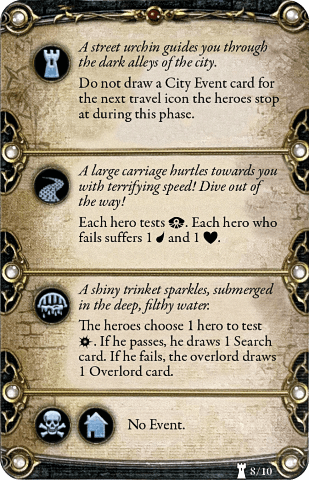 A street urchin guides you through
the dark alleys of the city.
Do not draw a City Event card for
the next travel icon the heroes stop
at during this phase.
A large carriage hurtles towards you
with terrifying speed! Dive out of
the way!
Each hero tests . Each hero who
fails suffers 1 and 1 .
A shiny trinket sparkles, submerged
in the deep, filthy water.
The heroes choose 1 hero to test
. If he passes, he draws 1 Search
card. If he fails, the overlord draws
1 Overlord card.
No Event.
8/10